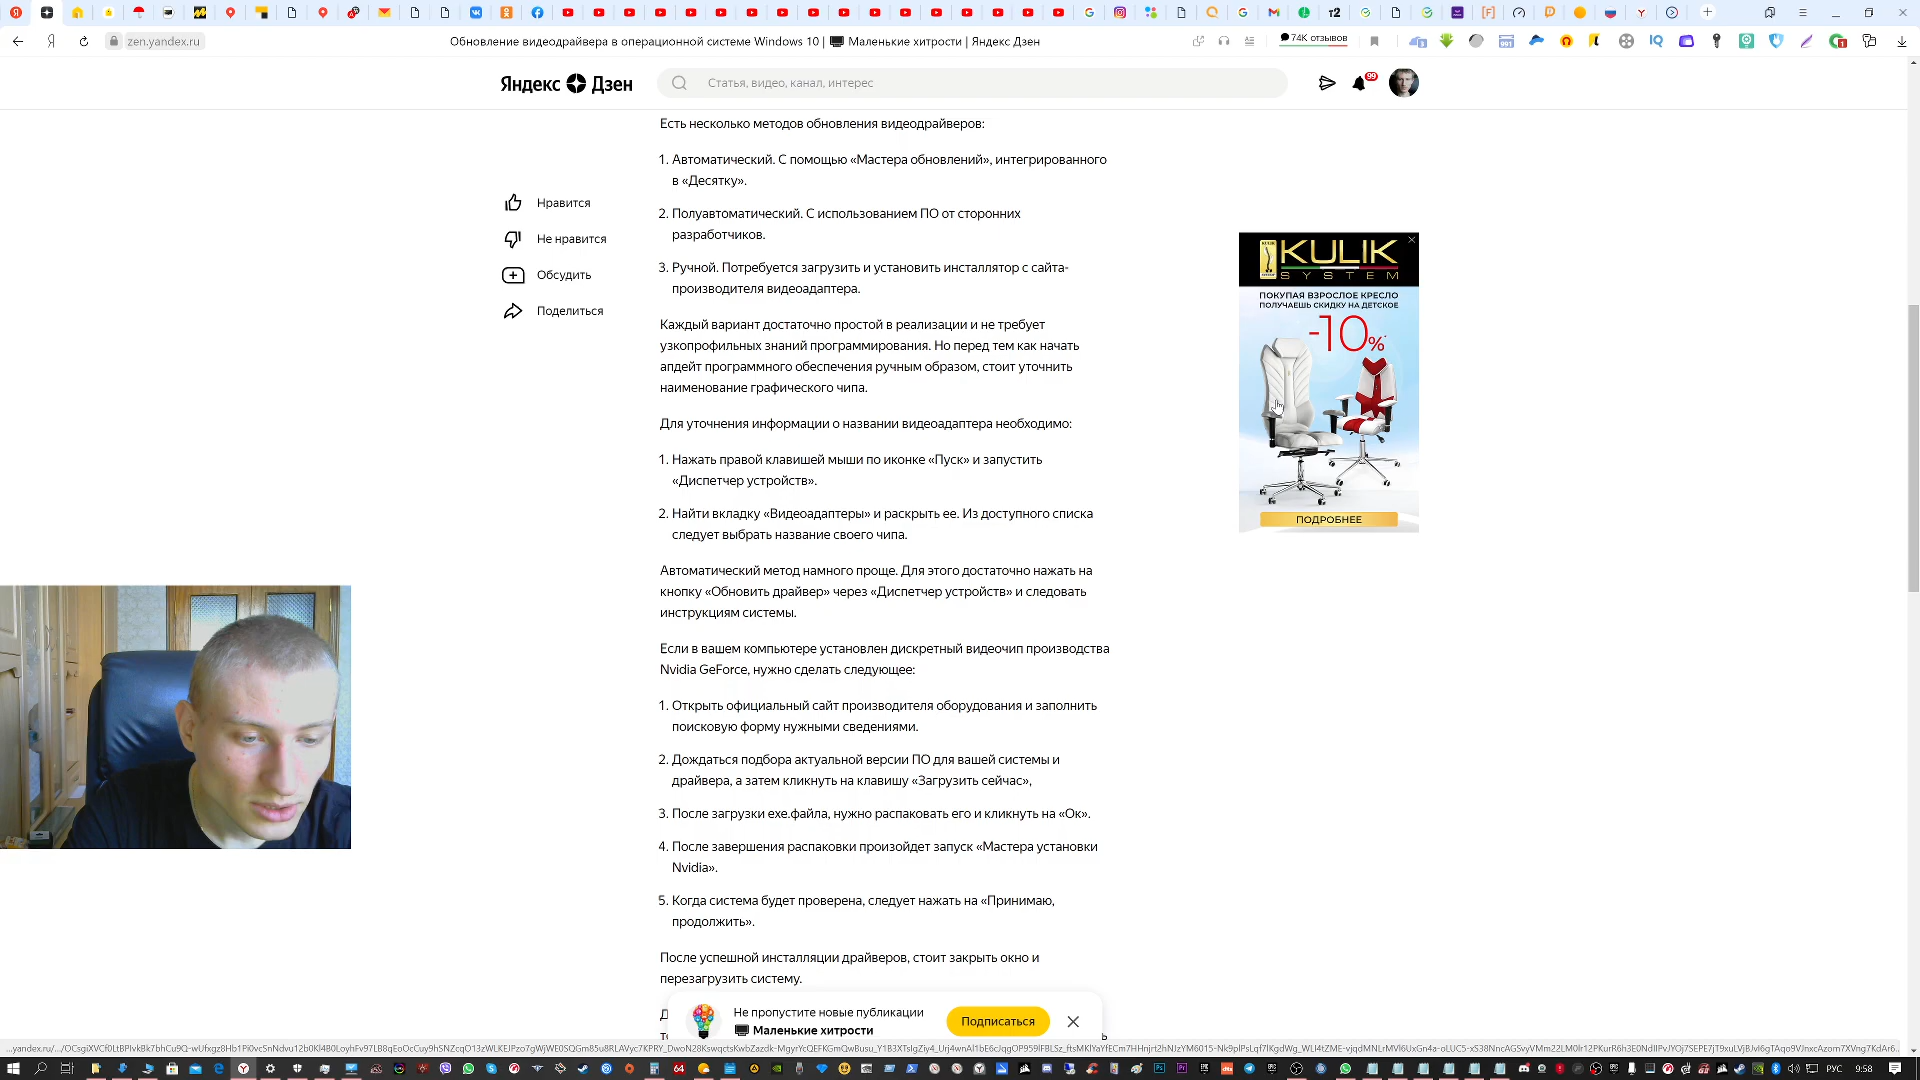 zen.yandex.ru
Обновление видеодрайвера в операционной системе Windows 10 | Маленькие хитрости | Яндекс Дзен
74K отзывов
Яндекс Дзен
Статья, видео, канал, интерес
99
Есть несколько методов обновления видеодрайверов:
1. Автоматический. С помощью «Мастера обновлений», интегрированного
в «Десятку».
2. Полуавтоматический. С использованием ПО от сторонних
разработчиков.
3. Ручной. Потребуется загрузить и установить инсталлятор с сайта-
производителя видеоадаптера.
Нравится
Не нравится
Обсудить
Поделиться
Каждый вариант достаточно простой в реализации и не требует
узкопрофильных знаний программирования. Но перед тем как начать
апдейт программного обеспечения ручным образом, стоит уточнить
наименование графического чипа.
Для уточнения информации о названии видеоадаптера необходимо:
1. Нажать правой клавишей мыши по иконке «Пуск» и запустить
«Диспетчер устройств».
2. Найти вкладку «Видеоадаптеры» и раскрыть ее. Из доступного списка
следует выбрать название своего чипа.
Автоматический метод намного проще. Для этого достаточно нажать на
кнопку «Обновить драйвер» через «Диспетчер устройств» и следовать
инструкциям системы.
Если в вашем компьютере установлен дискретный видеочип производства
Nvidia GeForce, нужно сделать следующее:
1. Открыть официальный сайт производителя оборудования и заполнить
поисковую форму нужными сведениями.
2. Дождаться подбора актуальной версии ПО для вашей системы и
драйвера, а затем кликнуть на клавишу «Загрузить сейчас»,
3. После загрузки exe.файла, нужно распаковать его и кликнуть на «Ок».
4. После завершения распаковки произойдет запуск «Мастера установки
Nvidia».
5. Когда система будет проверена, следует нажать на «Принимаю,
продолжить».
После успешной инсталляции драйверов, стоит закрыть окно и
перезагрузить систему.
KULIK
SYSTEM
ПОКУПАЯ ВЗРОСЛОЕ КРЕСЛО
ПОЛУЧАЕШЬ СКИДКУ НА ДЕТСКОЕ
-10%
ПОДРОБНЕЕ
Не пропустите новые публикации
Маленькие хитрости
Подписаться
РУС
9:58